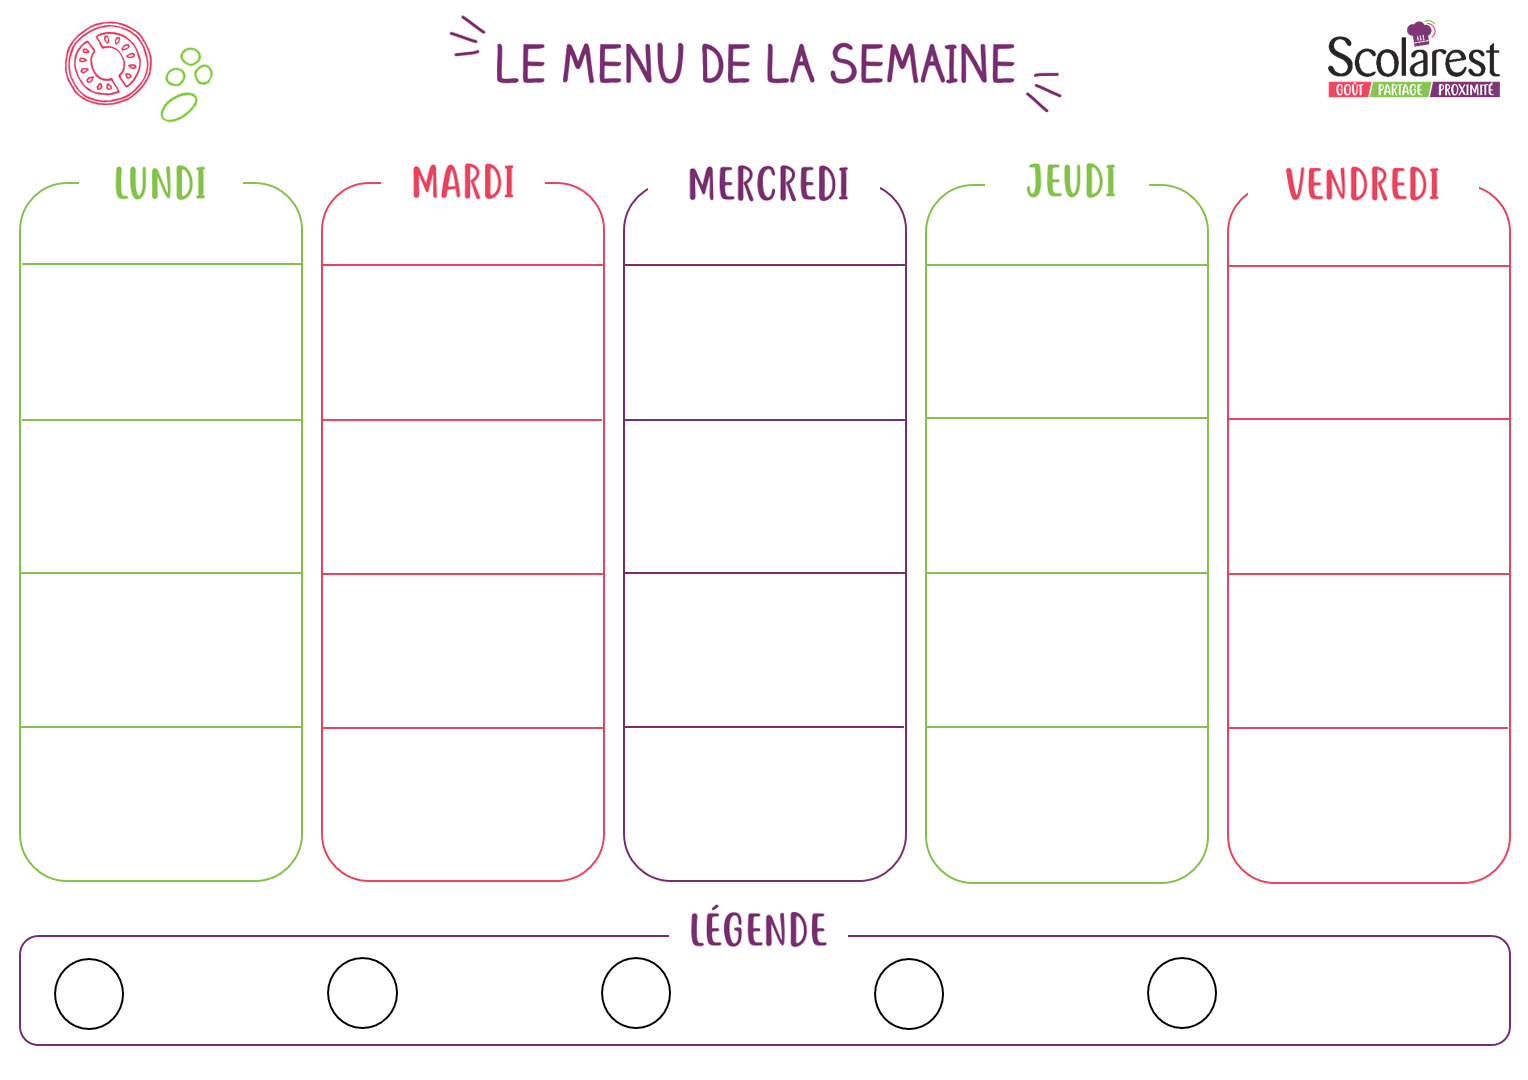 LE MENU DE LA SEMAINE
Scolarest
GOÛT / PARTAGE / PROXIMITÉ
LUNDI
MARDI
MERCREDI
JEUDI
VENDREDI
LÉGENDE